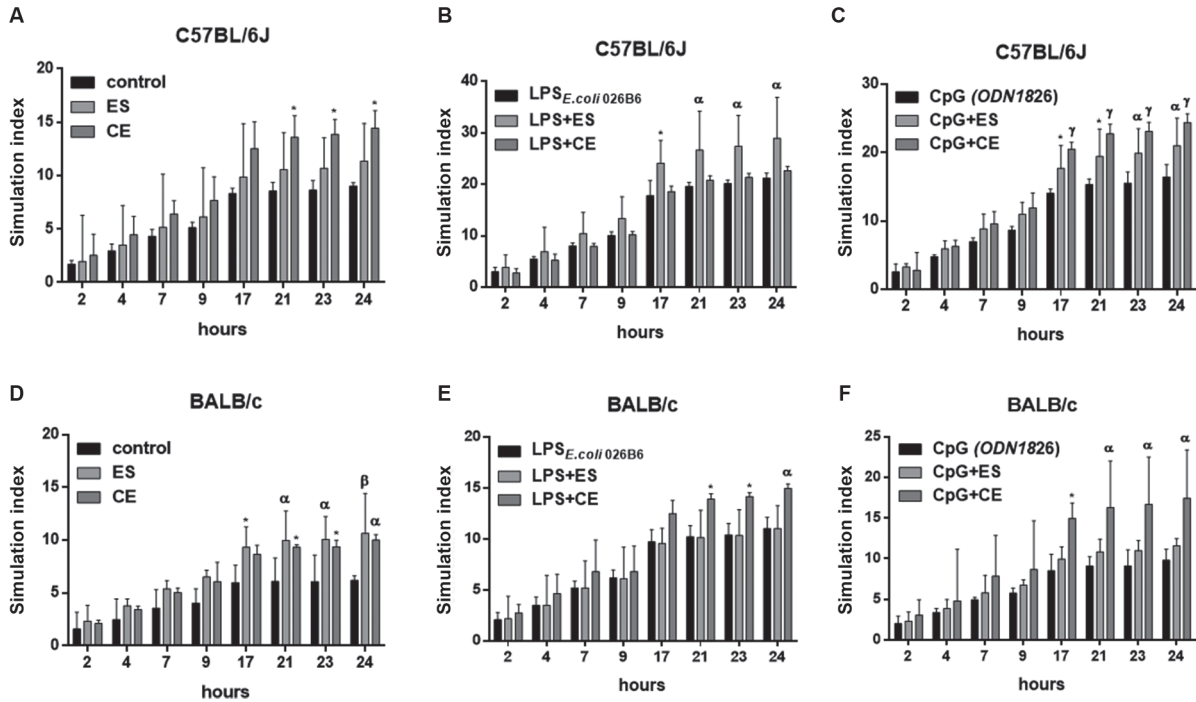 A
C57BL/6J
Simulation index
20
15
10
5
0
control
ES
CE
* * *
2 4 7 9 17 21 23 24
hours
B
C57BL/6J
Simulation index
40
30
20
10
0
LPS E.coli 026B6
LPS+ES
LPS+CE
* α α α
2 4 7 9 17 21 23 24
hours
C
C57BL/6J
Simulation index
30
20
10
0
CpG (ODN1826)
CpG+ES
CpG+CE
* γ * γ α γ α γ
2 4 7 9 17 21 23 24
hours
D
BALB/c
Simulation index
20
15
10
5
0
control
ES
CE
* α * α * β α
2 4 7 9 17 21 23 24
hours
E
BALB/c
Simulation index
20
15
10
5
0
LPS E.coli 026B6
LPS+ES
LPS+CE
* * α
2 4 7 9 17 21 23 24
hours
F
BALB/c
Simulation index
25
20
15
10
5
0
CpG (ODN1826)
CpG+ES
CpG+CE
* α α α
2 4 7 9 17 21 23 24
hours